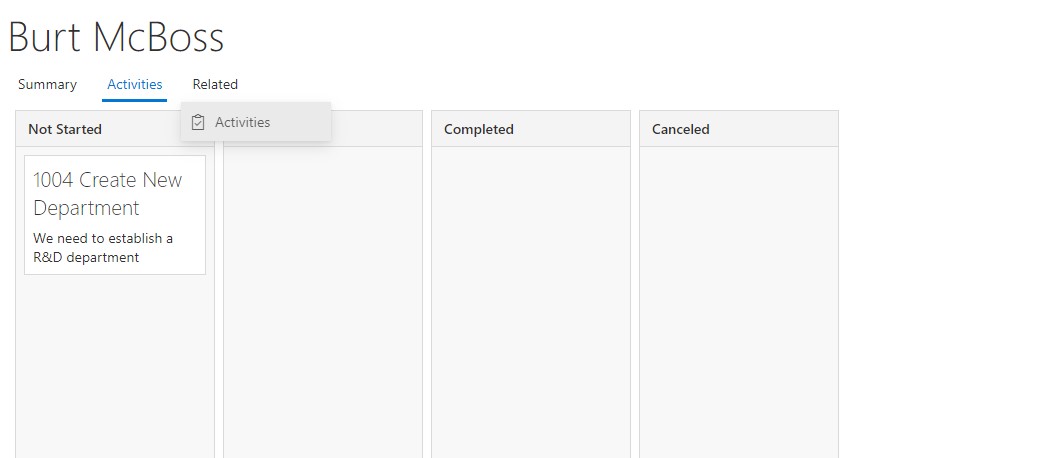 Burt McBoss
Summary Activities Related
Activities
Not Started Completed Canceled
1004 Create New
Department
We need to establish a
R&D department